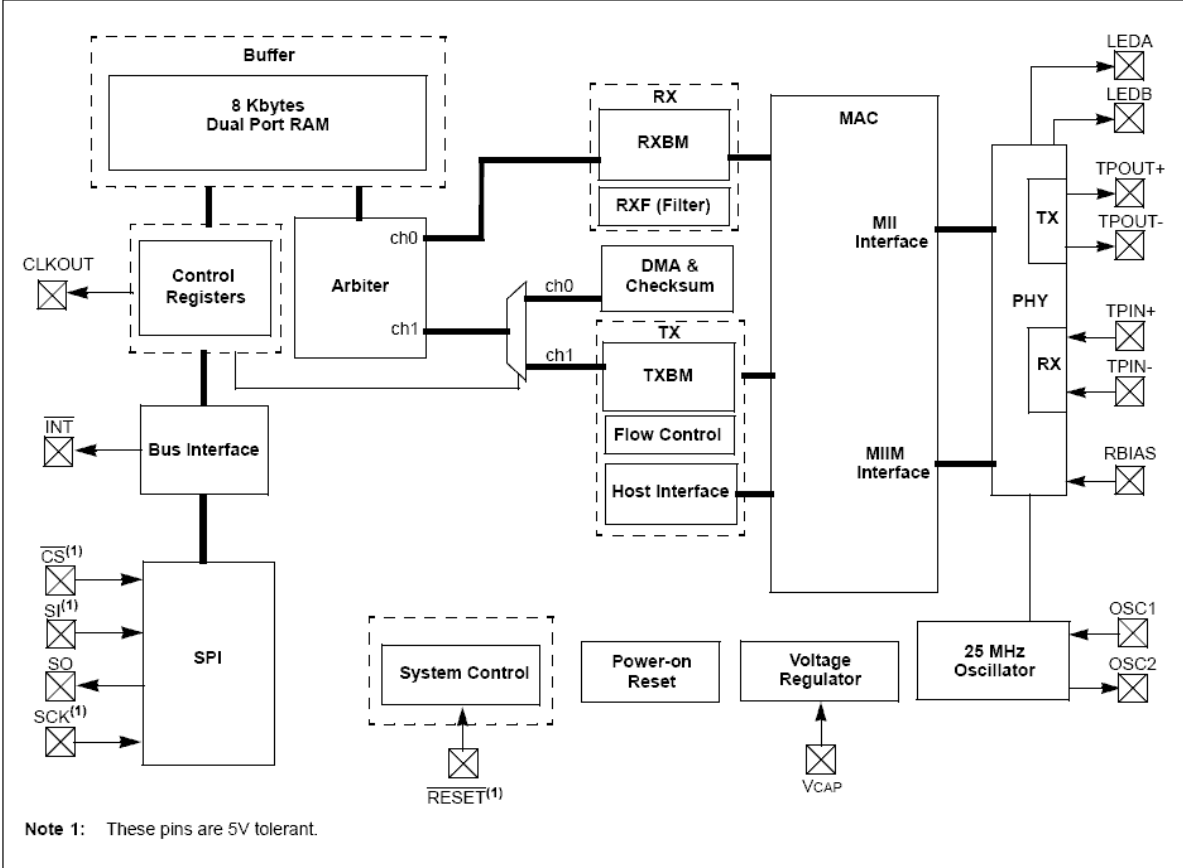 LEDA
Buffer
LEDB
8 Kbytes
Dual Port RAM
RX
RXBM
MAC
TPOUT+
TX
TPOUT-
RXF (Filter)
MII
Interface
ch0
CLKOUT
Control
Registers
Arbiter
ch0
DMA &
Checksum
PHY
TPIN+
ch1
TX
ch1
TXBM
RX
TPIN-
INT
Bus Interface
Flow Control
MIIM
Interface
RBIAS
Host Interface
CS(1)
SI(1)
SO
SCK(1)
SPI
System Control
Power-on
Reset
Voltage
Regulator
25 MHz
Oscillator
OSC1
OSC2
RESET(1)
VCAP
Note 1: These pins are 5V tolerant.